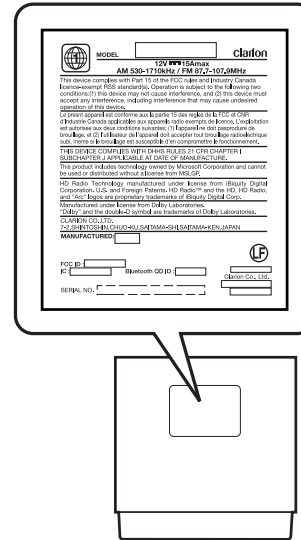 1
MODEL
clarion
12V 15Amax
AM 530-1710kHz / FM 87.7-107.9MHz
This device complies with Part 15 of the FCC rules and Industry Canada
licence-exempt RSS standard(s). Operation is subject to the following two
conditions:(1) this device may not cause interference, and (2) this device must
accept any interference, including interference that may cause undesired
operation of this device.
Le present appareil est conforme aux la partie 15 des regles de la FCC et CNR
d'Industrie Canada applicables aux appareils radio exempts de licence, L'exploitation
est autorisee aux deux conditions suivantes: (1) l'appareil ne doit pas produire de
brouillage, et (2) l'utilisateur de l'appareil doit accepter tout brouillage radioelectrique
subi, meme si le brouillage est susceptible d'en compromettre le fonctionnement.
THIS DEVICE COMPLIES WITH DHHS RULES 21 CFR CHAPTER I
SUBCHAPTER J APPLICABLE AT DATE OF MANUFACTURE.
This product includes technology owned by Microsoft Corporation and cannot
be used or distributed without a license from MSLGP.
HD Radio Technology manufactured under license from iBiquity Digital
Corporation. U.S. and Foreign Patents. HD Radio™ and the HD, HD Radio,
and "Arc" logos are proprietary trademarks of iBiquity Digital Corp.
Manufactured under license from Dolby Laboratories.
"Dolby" and the double-D symbol are trademarks of Dolby Laboratories.
CLARION CO.,LTD.
7-2,SHINTOSHIN,CHUO-KU,SAITAMA-SHI,SAITAMA-KEN,JAPAN
MANUFACTURED:
LF
FCC ID :
IC : Bluetooth QD ID :
Clarion Co., Ltd.
SERIAL NO.